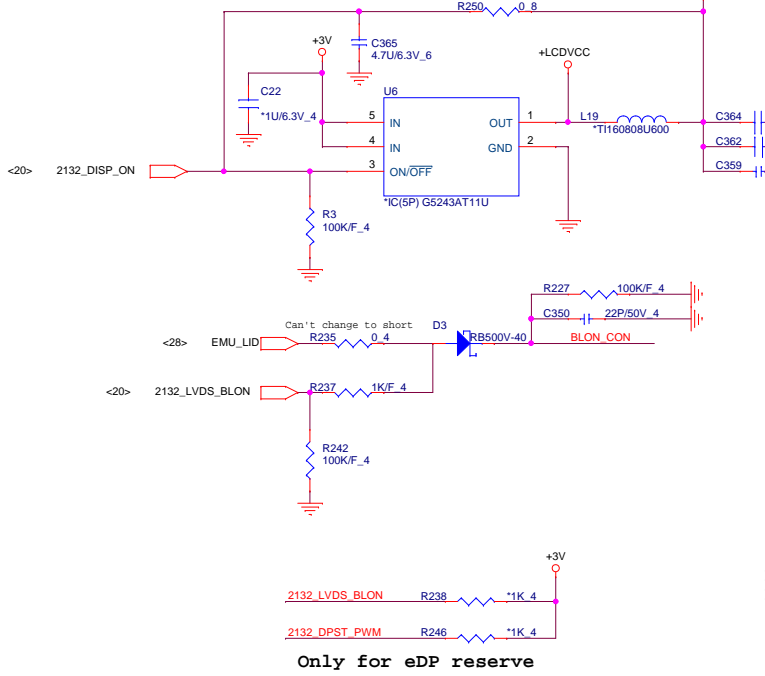 R250 0_8
+3V
C365
4.7U/6.3V_6
+LCDVCC
C22
*1U/6.3V_4
U6
5 IN OUT 1
L19
*TI160808U600
C364
4 IN GND 2
C362
<20> 2132_DISP_ON
3 ON/OFF
C359
*IC(5P) G5243AT11U
R3
100K/F_4
R227 100K/F_4
Can't change to short
D3
C350 22P/50V_4
<28> EMU_LID
R235 0_4
RB500V-40
BLON_CON
<20> 2132_LVDS_BLON
R237 1K/F_4
R242
100K/F_4
+3V
2132_LVDS_BLON R238 *1K_4
2132_DPST_PWM R246 *1K_4
Only for eDP reserve